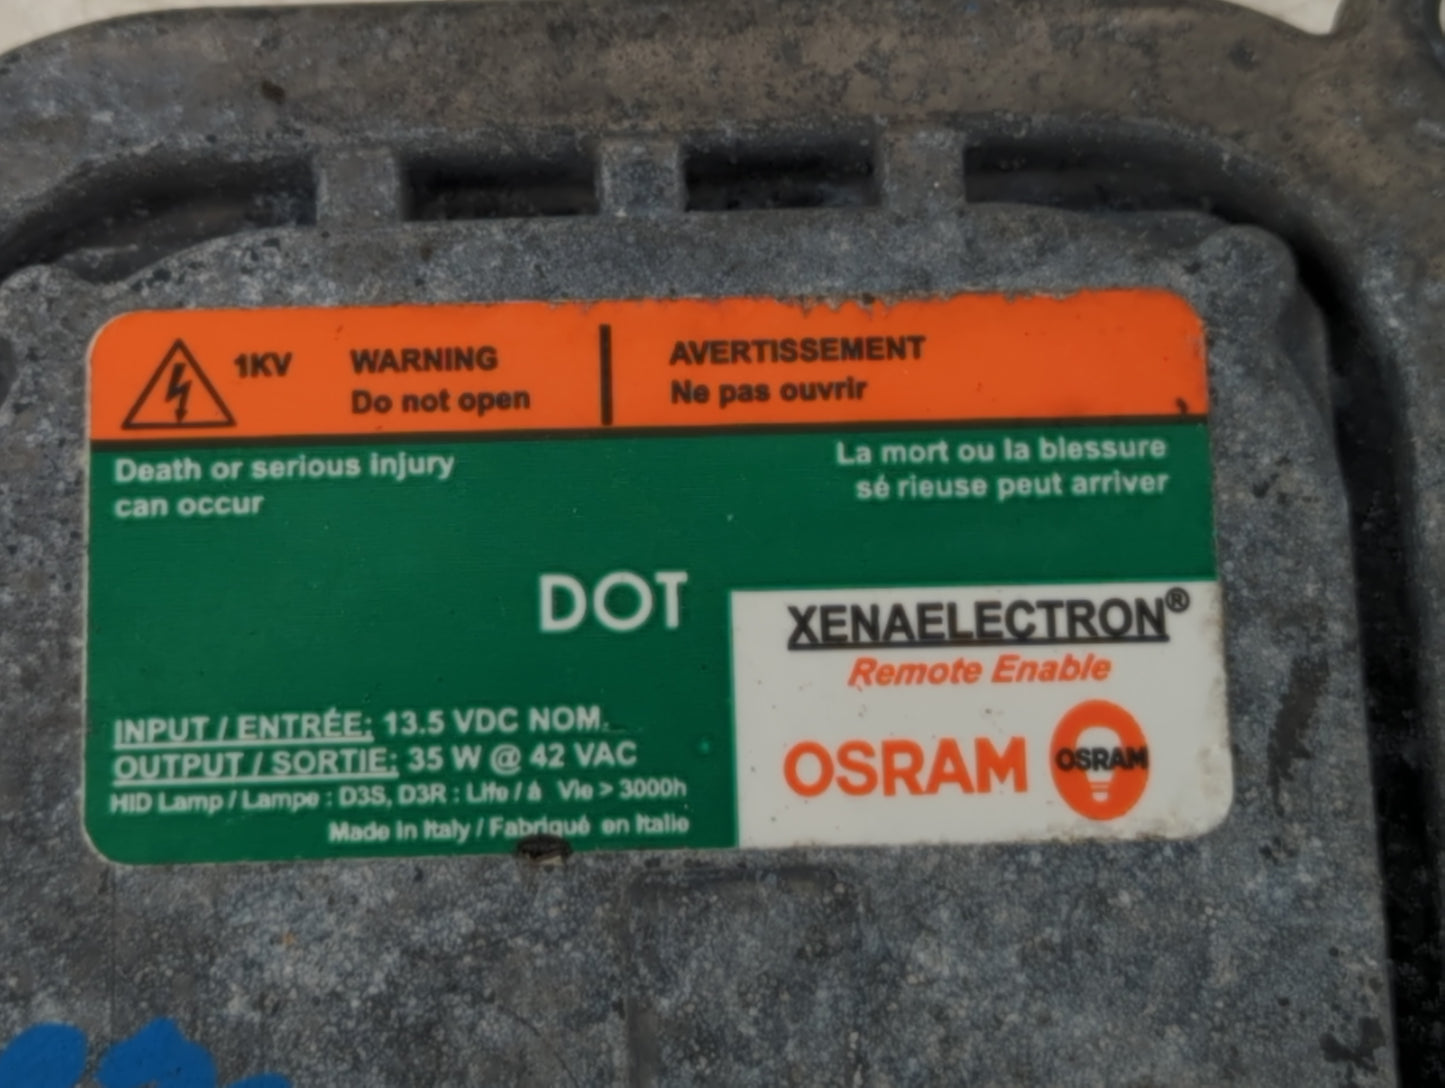 1KV
WARNING
Do not open
AVERTISSEMENT
Ne pas ouvrir
Death or serious injury
can occur
La mort ou la blessure
sé rieuse peut arriver
DOT
XENAELECTRON®
Remote Enable
OSRAM
OSRAM
INPUT / ENTRÉE: 13.5 VDC NOM.
OUTPUT / SORTIE: 35 W @ 42 VAC
HID Lamp / Lampe : D3S, D3R : Life / á Vie > 3000h
Made in Italy / Fabriqué en Italie